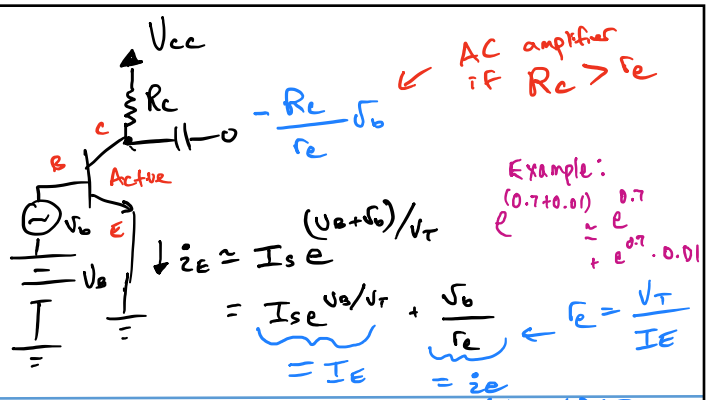 Vcc
AC amplifier
if Rc > re
Rc
C
- Rc/re vb
B
Active
Example:
e^(0.7+0.01) ≃ e^0.7
+ e^0.7 · 0.01
vb
E
VB
↓ iE ≃ Is e^(VB+vb)/VT
= Is e^VB/VT + vb/re ← re = VT/IE
= IE
= ie